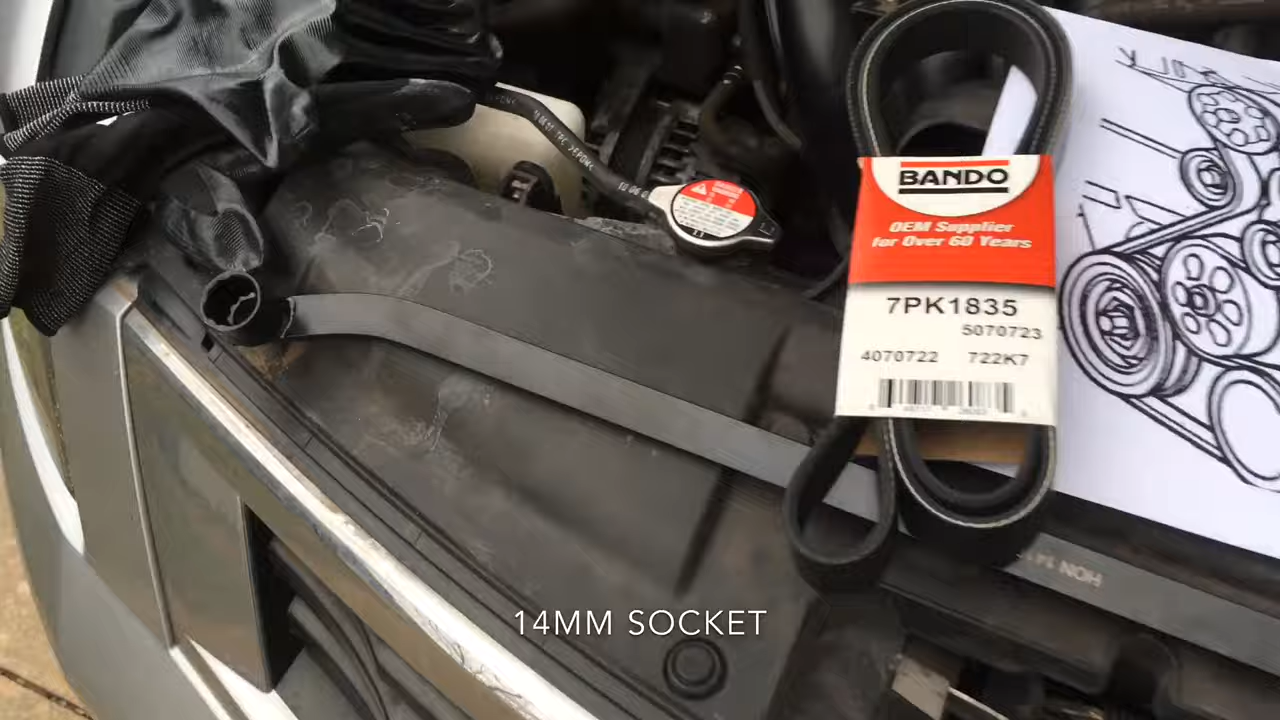 BANDO
OEM Supplier
for Over 60 Years
7PK1835
5070723
4070722 722K7
14MM SOCKET